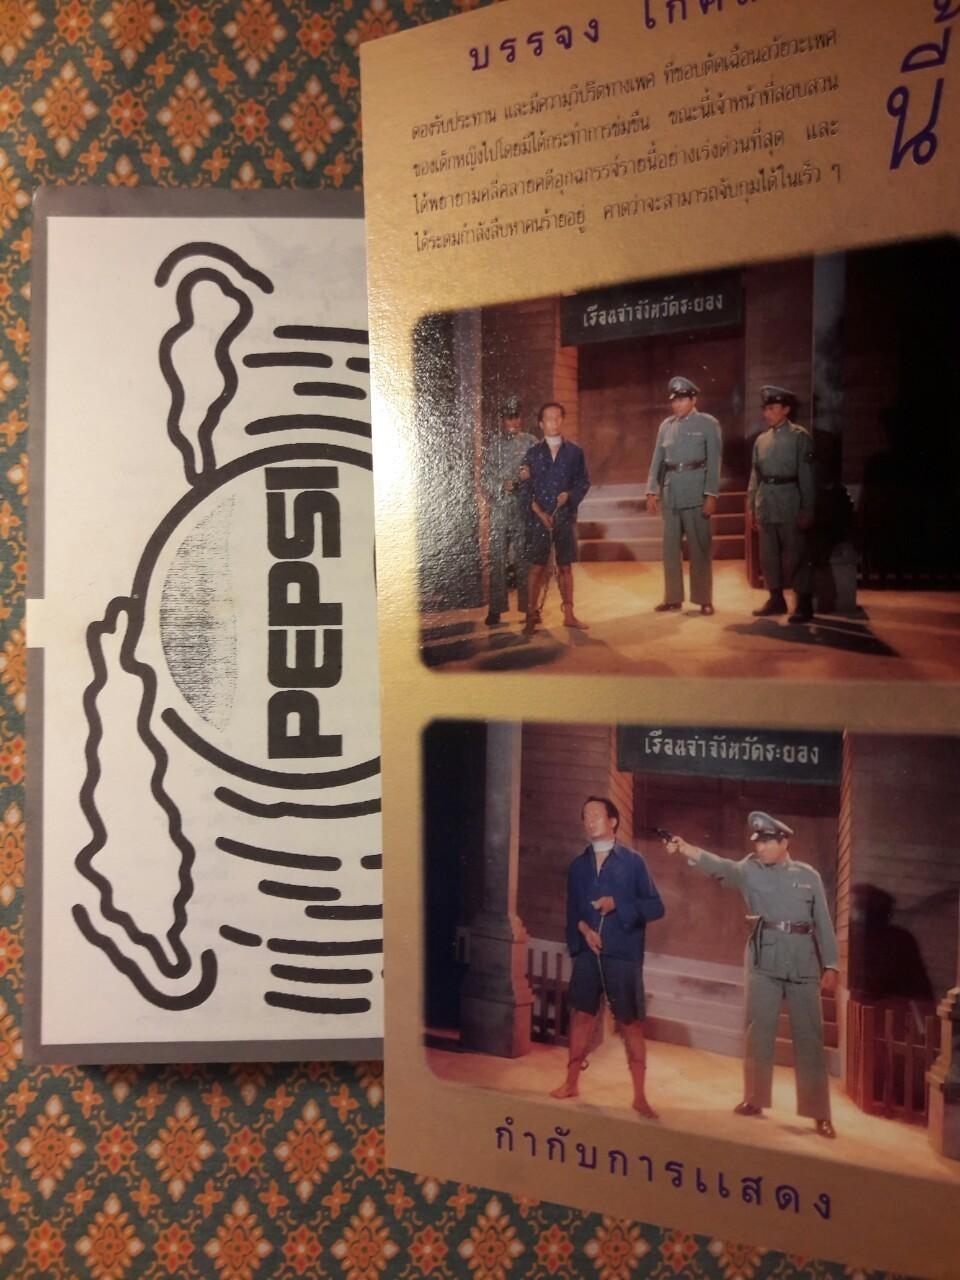 PEPSI
บรรจง
นี้
ดองรับประทาน และมีความวิปริตทางเพศ ที่ชอบตัดเฉือนอวัยวะเพศ
ของเด็กหญิงไปโดยมิได้กระทำการข่มขืน ขณะนี้เจ้าหน้าที่สอบสวน
ได้พยายามคลี่คลายคดีอุกฉกรรจ์รายนี้อย่างเร่งด่วนที่สุด และ
ได้ระดมกำลังสืบหาคนร้ายอยู่ คาดว่าจะสามารถจับกุมได้ในเร็ว ๆ
เรือนจำจังหวัดระยอง
เรือนจำจังหวัดระยอง
กำกับการแสดง